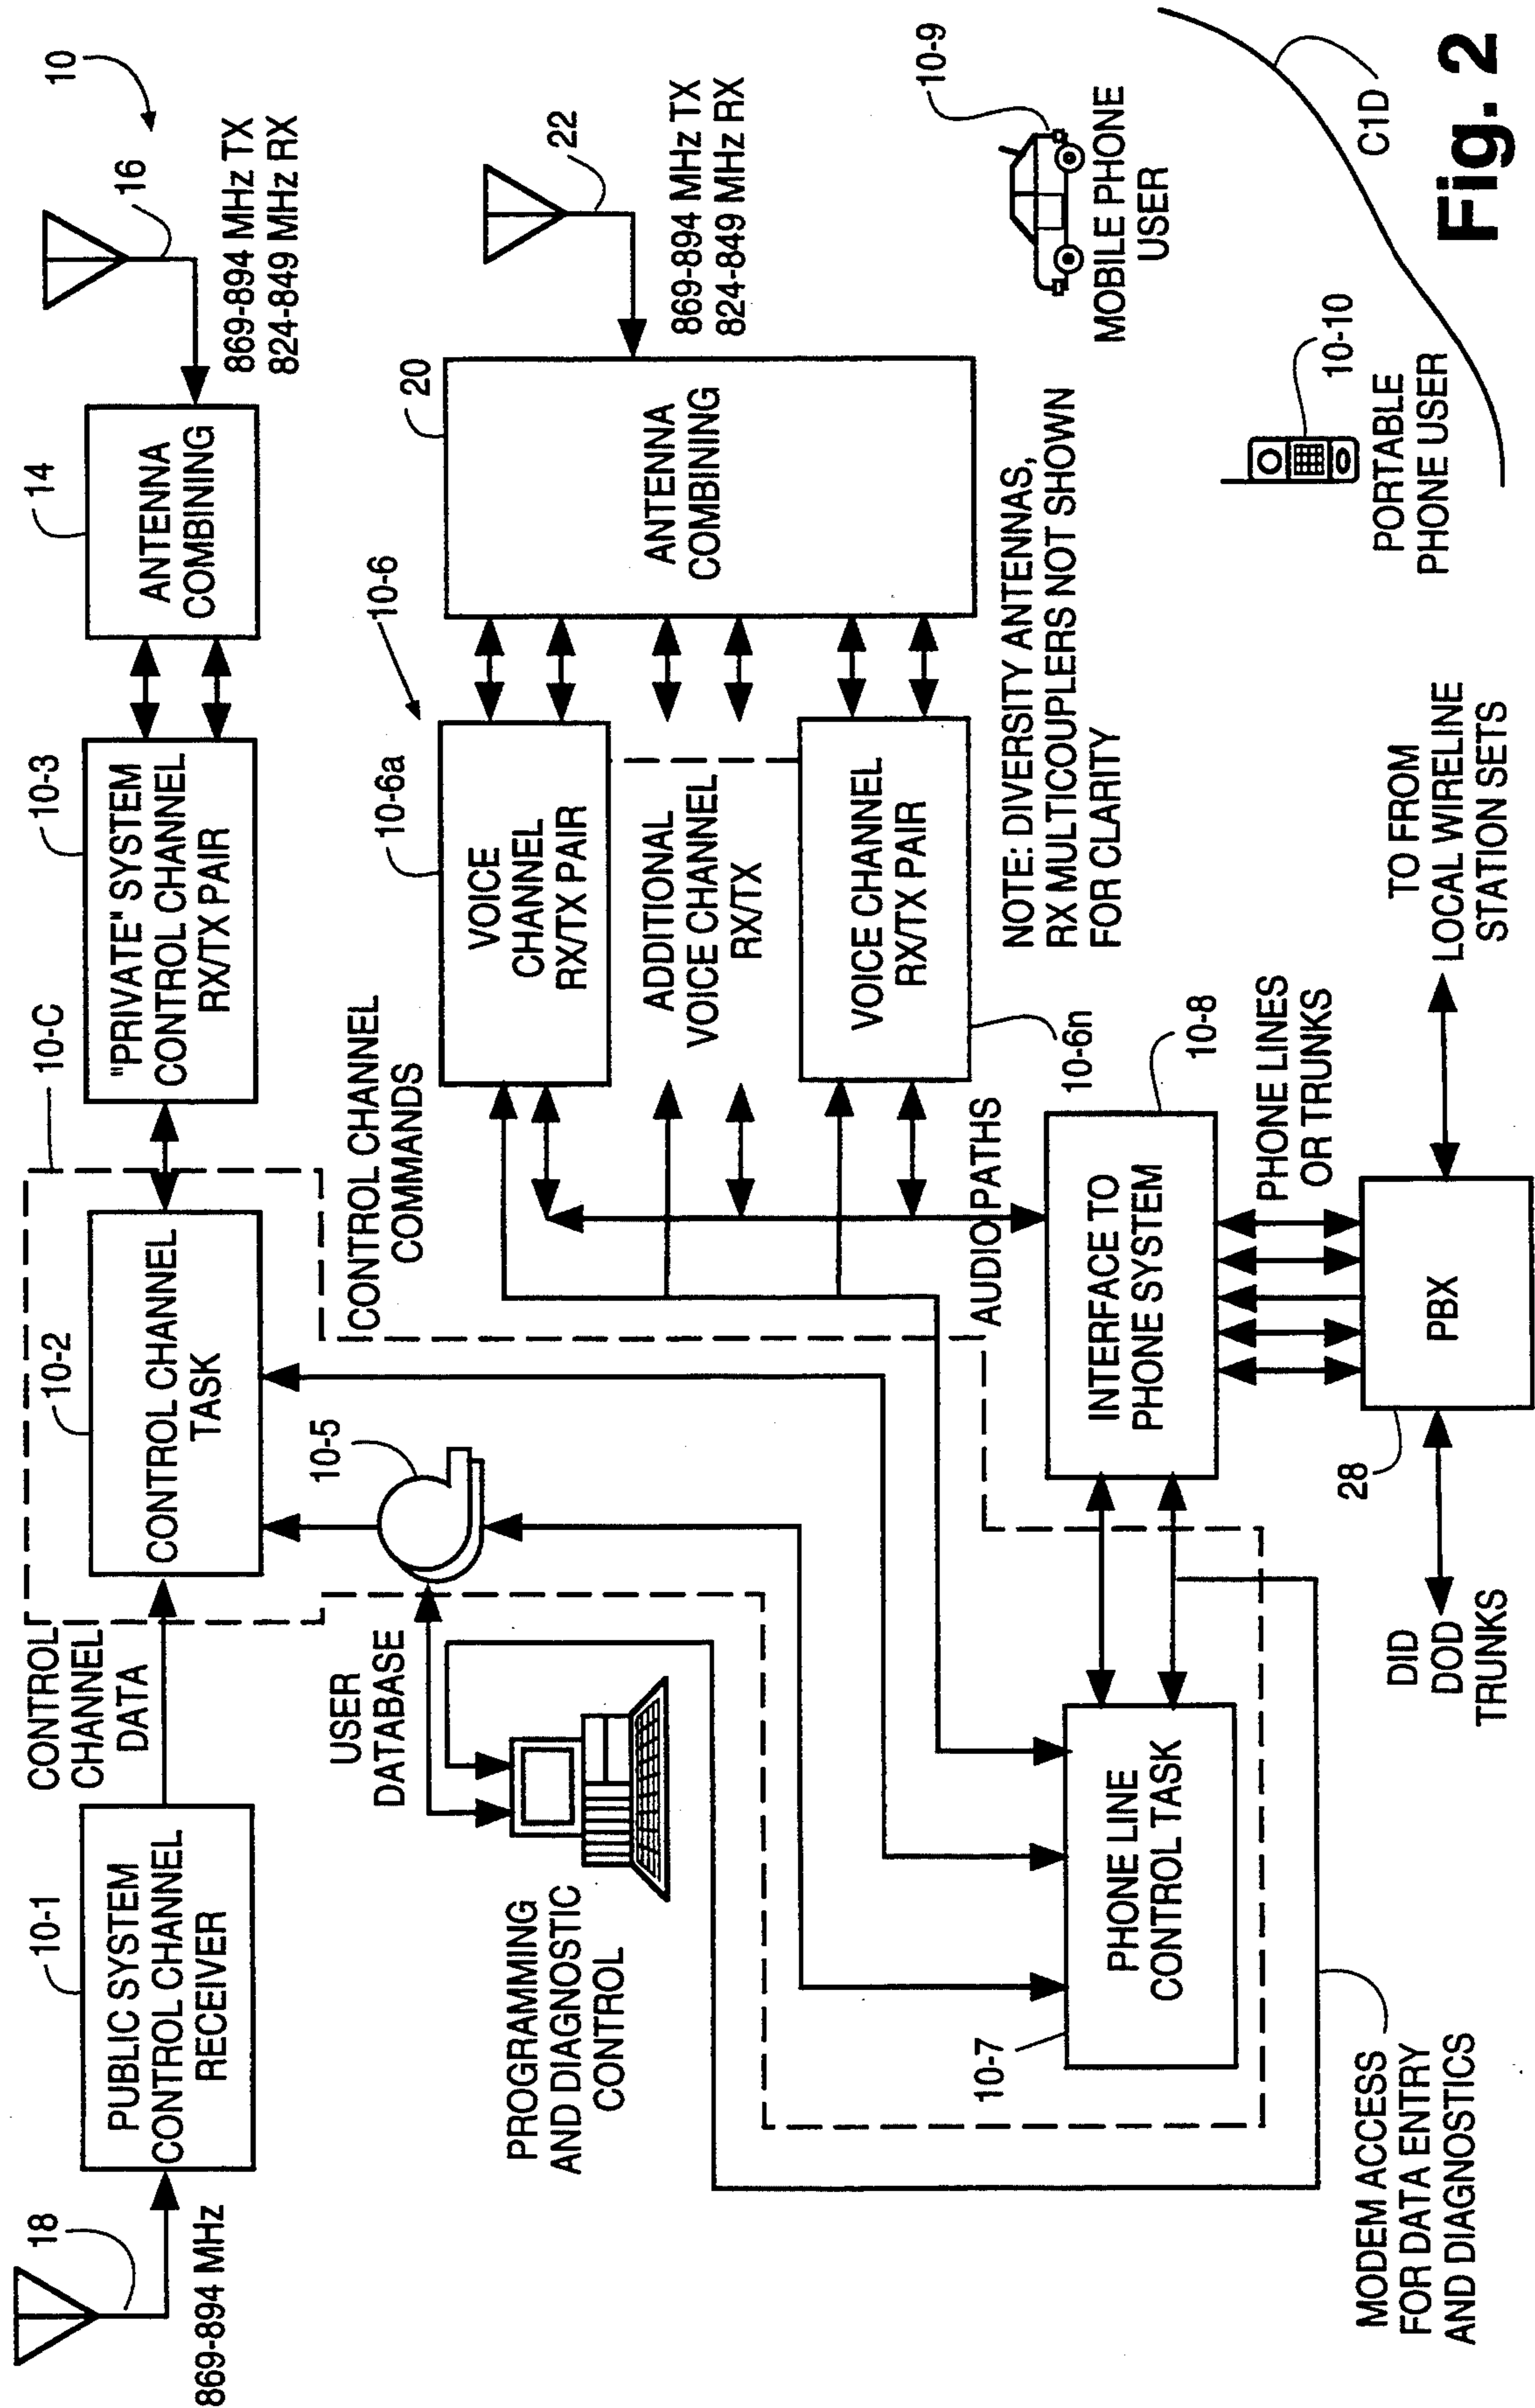 10
18
869-894 MHz
10-1
PUBLIC SYSTEM
CONTROL CHANNEL
RECEIVER
CONTROL
CHANNEL
DATA
10-2
CONTROL CHANNEL
TASK
10-C
10-3
"PRIVATE" SYSTEM
CONTROL CHANNEL
RX/TX PAIR
14
ANTENNA
COMBINING
16
869-894 MHz TX
824-849 MHz RX
USER
DATABASE
10-5
CONTROL CHANNEL
COMMANDS
10-6a
VOICE
CHANNEL
RX/TX PAIR
10-6
ADDITIONAL
VOICE CHANNEL
RX/TX
VOICE CHANNEL
RX/TX PAIR
10-6n
20
ANTENNA
COMBINING
22
869-894 MHz TX
824-849 MHz RX
PROGRAMMING
AND DIAGNOSTIC
CONTROL
AUDIO PATHS
NOTE: DIVERSITY ANTENNAS,
RX MULTICOUPLERS NOT SHOWN
FOR CLARITY
10-9
MOBILE PHONE
USER
10-7
PHONE LINE
CONTROL TASK
INTERFACE TO
PHONE SYSTEM
10-8
PHONE LINES
OR TRUNKS
10-10
PORTABLE
PHONE USER
C1D
MODEM ACCESS
FOR DATA ENTRY
AND DIAGNOSTICS
DID
DOD
TRUNKS
28
PBX
TO FROM
LOCAL WIRELINE
STATION SETS
Fig. 2